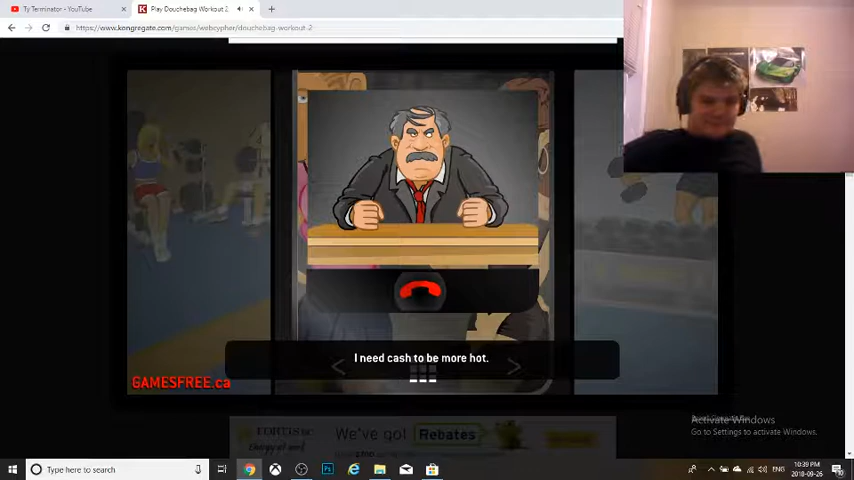 Ty Terminator - YouTube
Play Douchebag Workout 2
https://www.kongregate.com/games/webcypher/douchebag-workout-2
I need cash to be more hot.
GAMESFREE.ca
We've got Rebates
Activate Windows
Go to Settings to activate Windows.
Type here to search
ENG
10:39 PM
2018-09-26